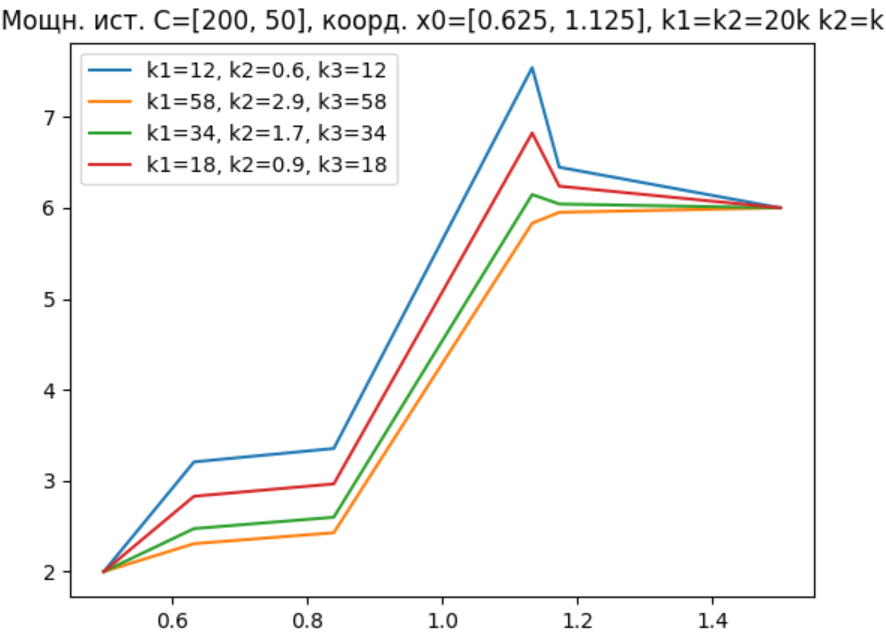 Мощн. ист. C=[200, 50], коорд. x0=[0.625, 1.125], k1=k2=20k k2=k
k1=12, k2=0.6, k3=12
k1=58, k2=2.9, k3=58
k1=34, k2=1.7, k3=34
k1=18, k2=0.9, k3=18
7
6
5
4
3
2
0.6 0.8 1.0 1.2 1.4